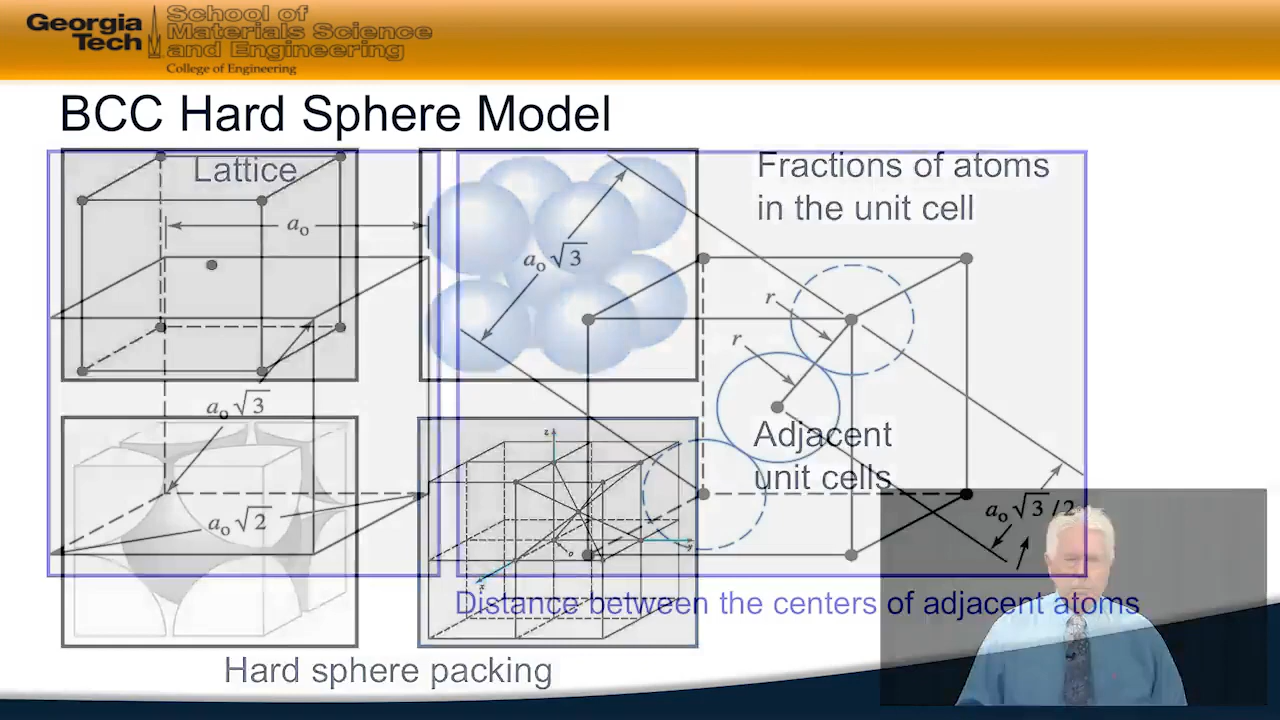 Georgia
Tech
School of
Materials Science
and Engineering
College of Engineering
BCC Hard Sphere Model
Lattice
Fractions of atoms
in the unit cell
a₀
a₀√3
r
r
a₀√3
Adjacent
unit cells
a₀√2
a₀√3/2
z
y
x
o
Distance between the centers of adjacent atoms
Hard sphere packing